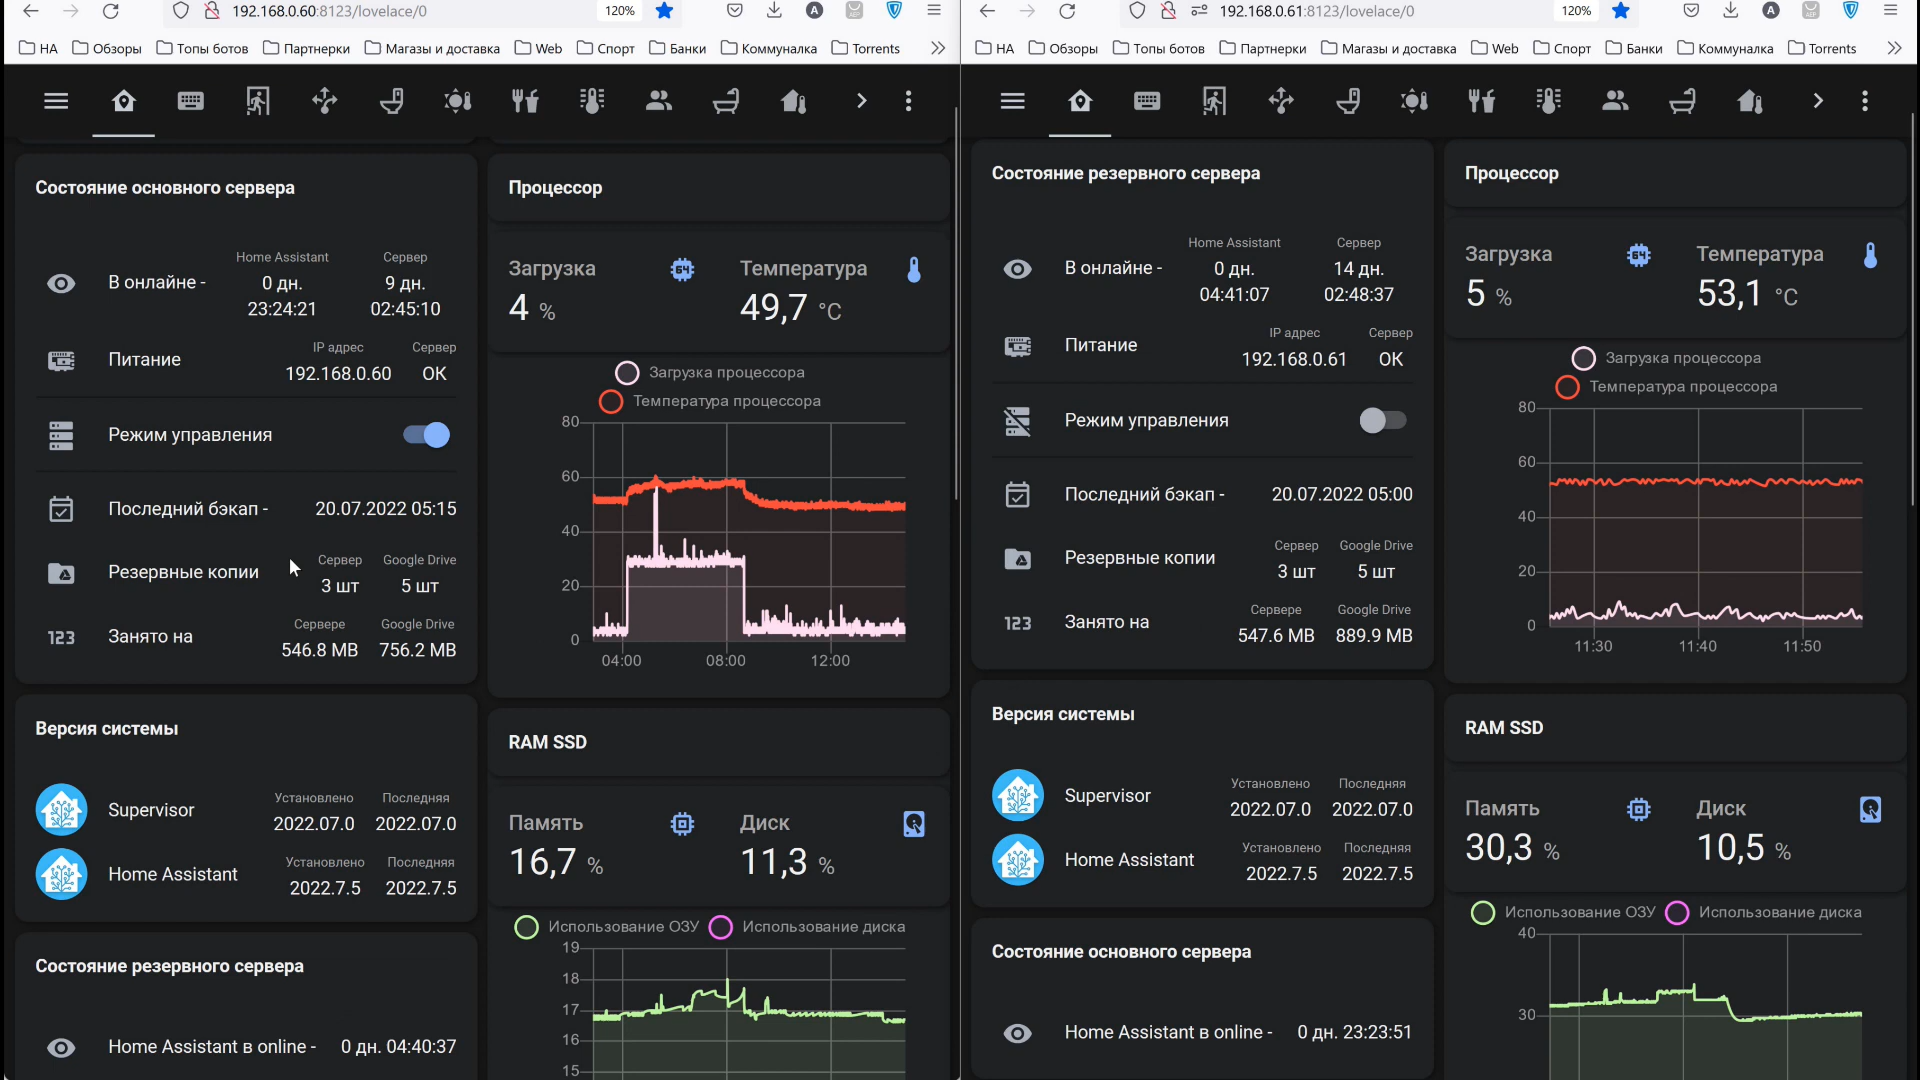 192.168.0.60:8123/lovelace/0
120%
НА
Обзоры
Топы ботов
Партнерки
Магазы и доставка
Web
Спорт
Банки
Коммуналка
Torrents
Состояние основного сервера
Home Assistant
Сервер
В онлайне -
0 дн.
9 дн.
23:24:21
02:45:10
IP адрес
Сервер
Питание
192.168.0.60
OK
Режим управления
Последний бэкап -
20.07.2022 05:15
Сервер
Google Drive
Резервные копии
3 шт
5 шт
Сервере
Google Drive
123
Занято на
546.8 MB
756.2 MB
Версия системы
Установлено
Последняя
Supervisor
2022.07.0
2022.07.0
Установлено
Последняя
Home Assistant
2022.7.5
2022.7.5
Состояние резервного сервера
Home Assistant в online -
0 дн. 04:40:37
Процессор
Загрузка
64
Температура
4 %
49,7 °C
Загрузка процессора
Температура процессора
80
60
40
20
0
04:00
08:00
12:00
RAM SSD
Память
Диск
16,7 %
11,3 %
Использование ОЗУ
Использование диска
19
18
17
16
15
192.168.0.61:8123/lovelace/0
120%
НА
Обзоры
Топы ботов
Партнерки
Магазы и доставка
Web
Спорт
Банки
Коммуналка
Torrents
Состояние резервного сервера
Home Assistant
Сервер
В онлайне -
0 дн.
14 дн.
04:41:07
02:48:37
IP адрес
Сервер
Питание
192.168.0.61
OK
Режим управления
Последний бэкап -
20.07.2022 05:00
Сервер
Google Drive
Резервные копии
3 шт
5 шт
Сервере
Google Drive
123
Занято на
547.6 MB
889.9 MB
Версия системы
Установлено
Последняя
Supervisor
2022.07.0
2022.07.0
Установлено
Последняя
Home Assistant
2022.7.5
2022.7.5
Состояние основного сервера
Home Assistant в online -
0 дн. 23:23:51
Процессор
Загрузка
64
Температура
5 %
53,1 °C
Загрузка процессора
Температура процессора
80
60
40
20
0
11:30
11:40
11:50
RAM SSD
Память
Диск
30,3 %
10,5 %
Использование ОЗУ
Использование диска
40
30